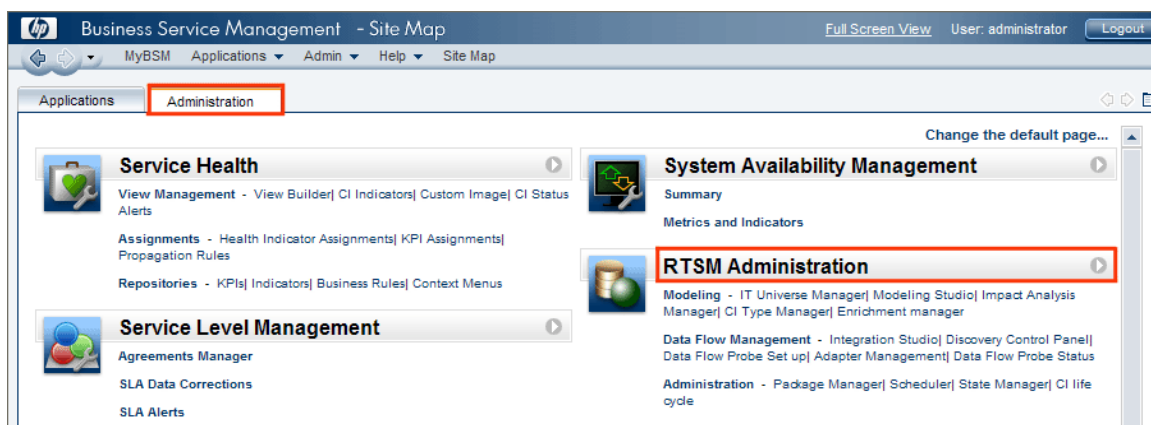 hp Business Service Management - Site Map
Full Screen View User: administrator Logout
MyBSM Applications Admin Help Site Map
Applications Administration
Change the default page...
Service Health
View Management - View Builder| CI Indicators| Custom Image| CI Status
Alerts
Assignments - Health Indicator Assignments| KPI Assignments|
Propagation Rules
Repositories - KPIs| Indicators| Business Rules| Context Menus
Service Level Management
Agreements Manager
SLA Data Corrections
SLA Alerts
System Availability Management
Summary
Metrics and Indicators
RTSM Administration
Modeling - IT Universe Manager| Modeling Studio| Impact Analysis
Manager| CI Type Manager| Enrichment manager
Data Flow Management - Integration Studio| Discovery Control Panel|
Data Flow Probe Set up| Adapter Management| Data Flow Probe Status
Administration - Package Manager| Scheduler| State Manager| CI life
cycle